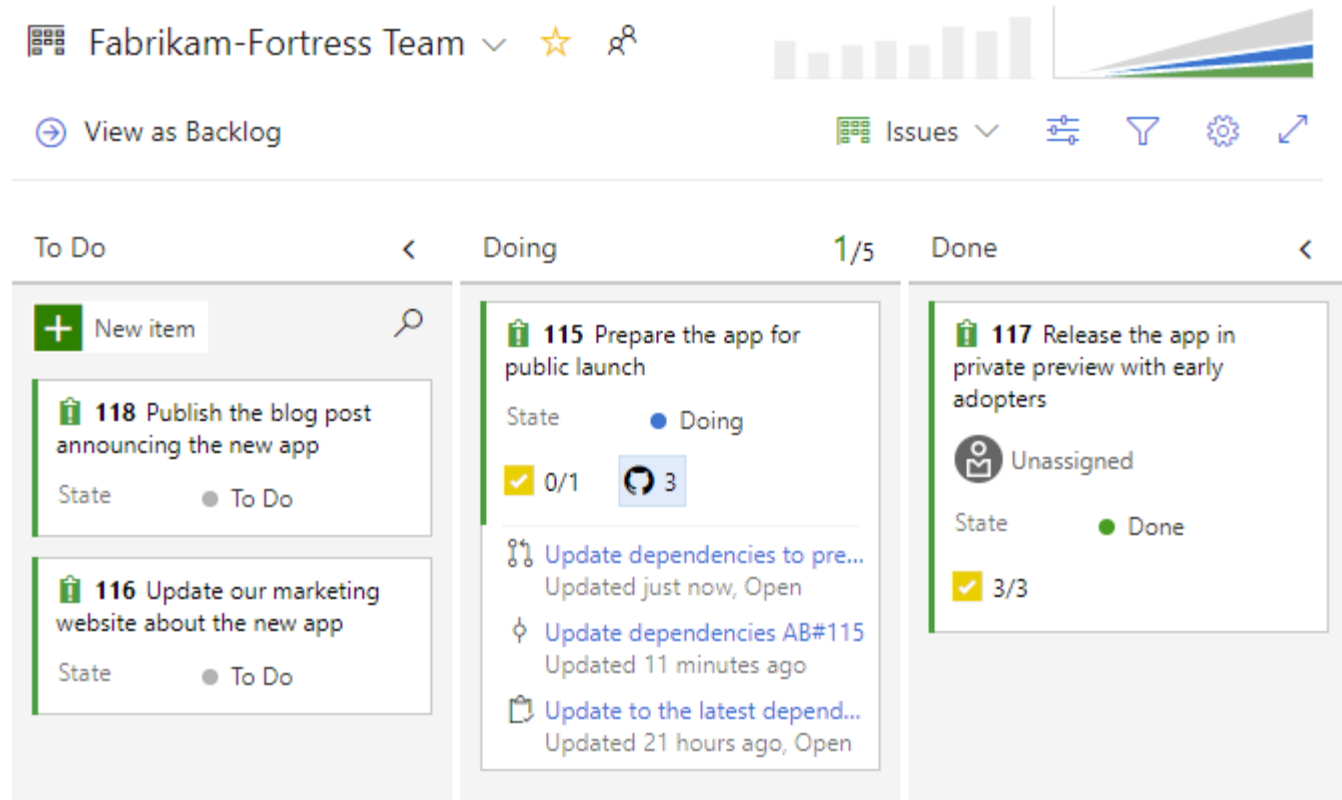 Fabrikam-Fortress Team
View as Backlog
Issues
To Do
New item
118 Publish the blog post
announcing the new app
State To Do
116 Update our marketing
website about the new app
State To Do
Doing 1/5
115 Prepare the app for
public launch
State Doing
0/1 3
Update dependencies to pre...
Updated just now, Open
Update dependencies AB#115
Updated 11 minutes ago
Update to the latest depend...
Updated 21 hours ago, Open
Done
117 Release the app in
private preview with early
adopters
Unassigned
State Done
3/3